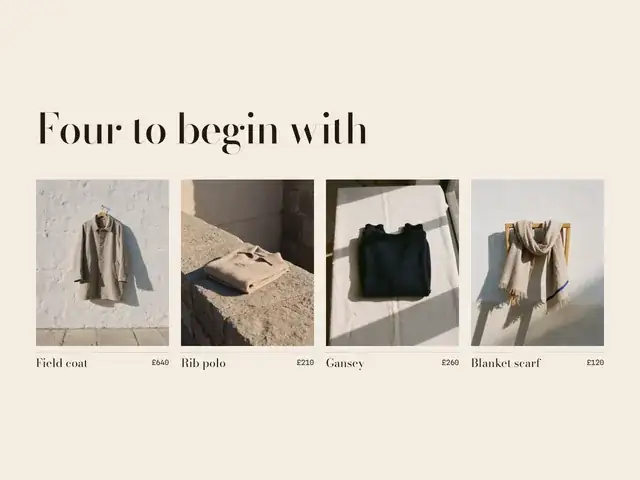 Four to begin with
Field coat £640
Rib polo £210
Gansey £260
Blanket scarf £120